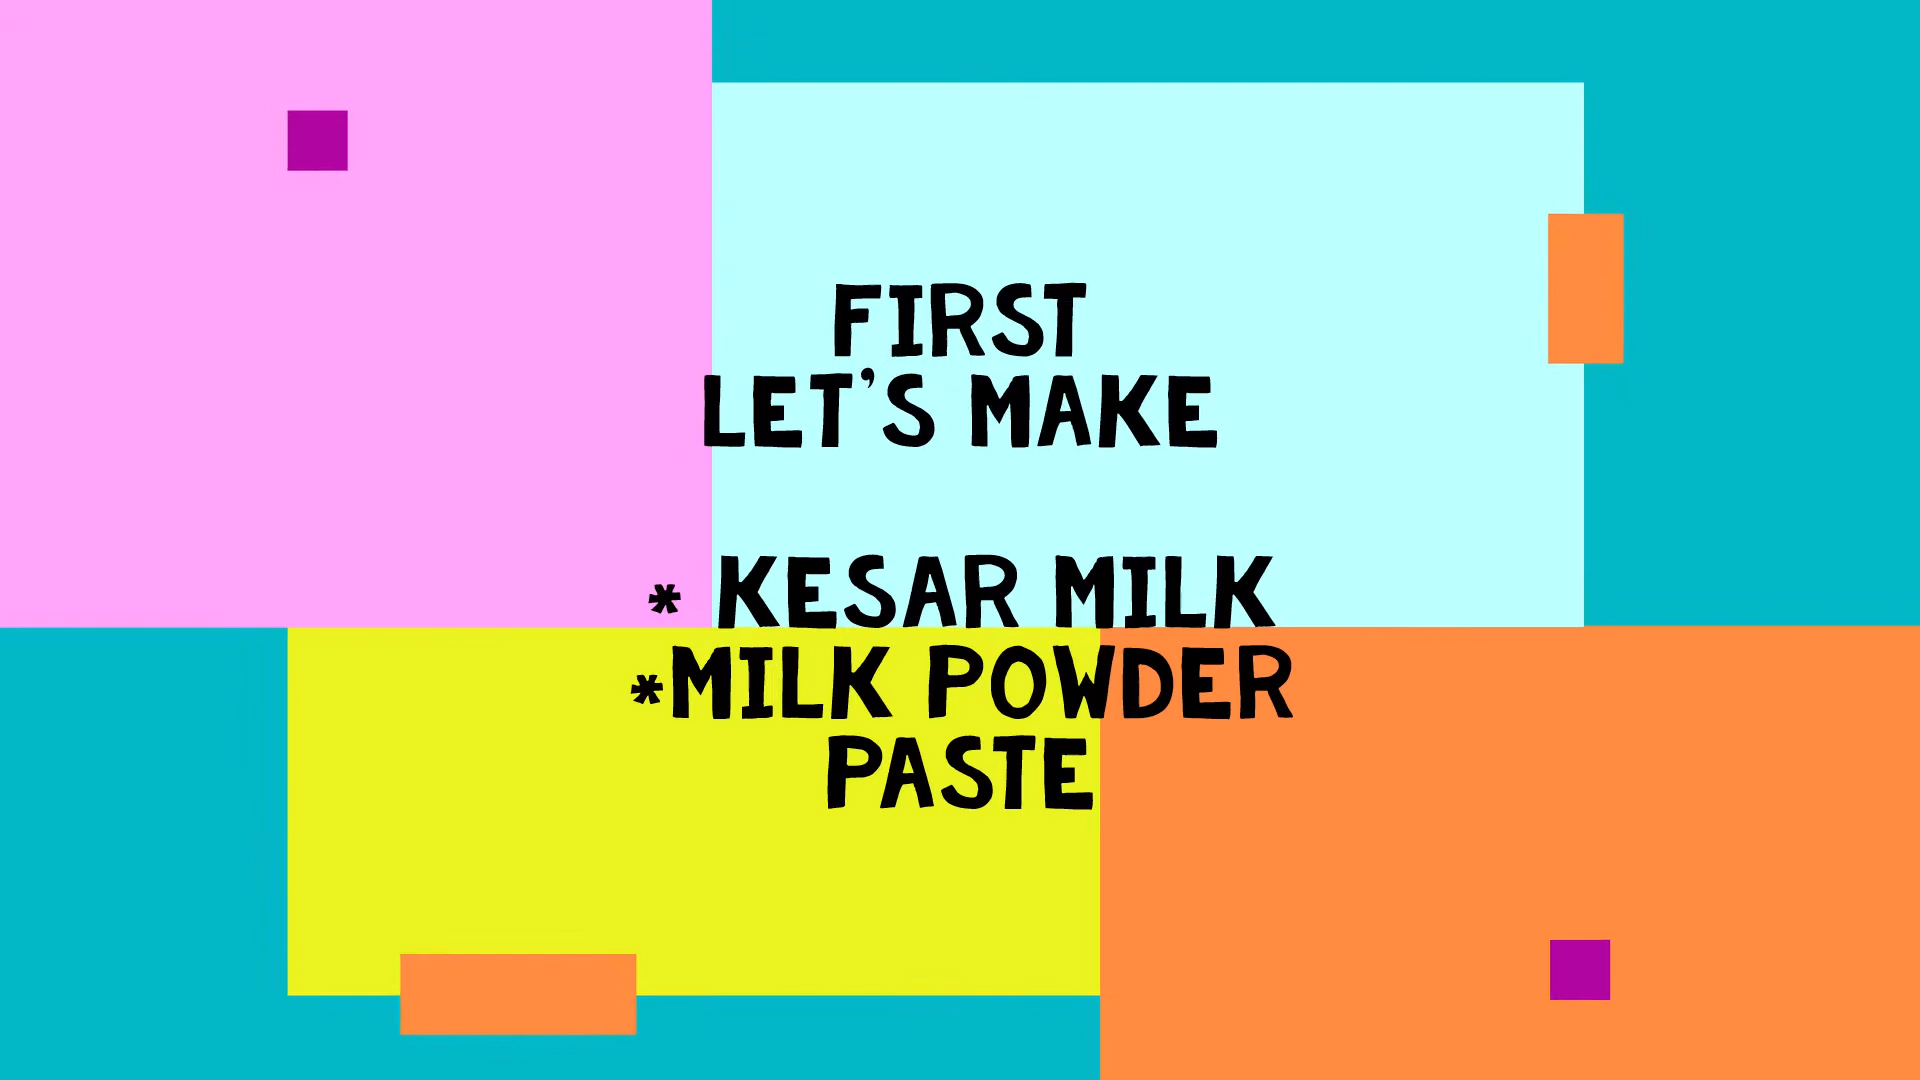 FIRST
LET'S MAKE
* KESAR MILK
*MILK POWDER
PASTE